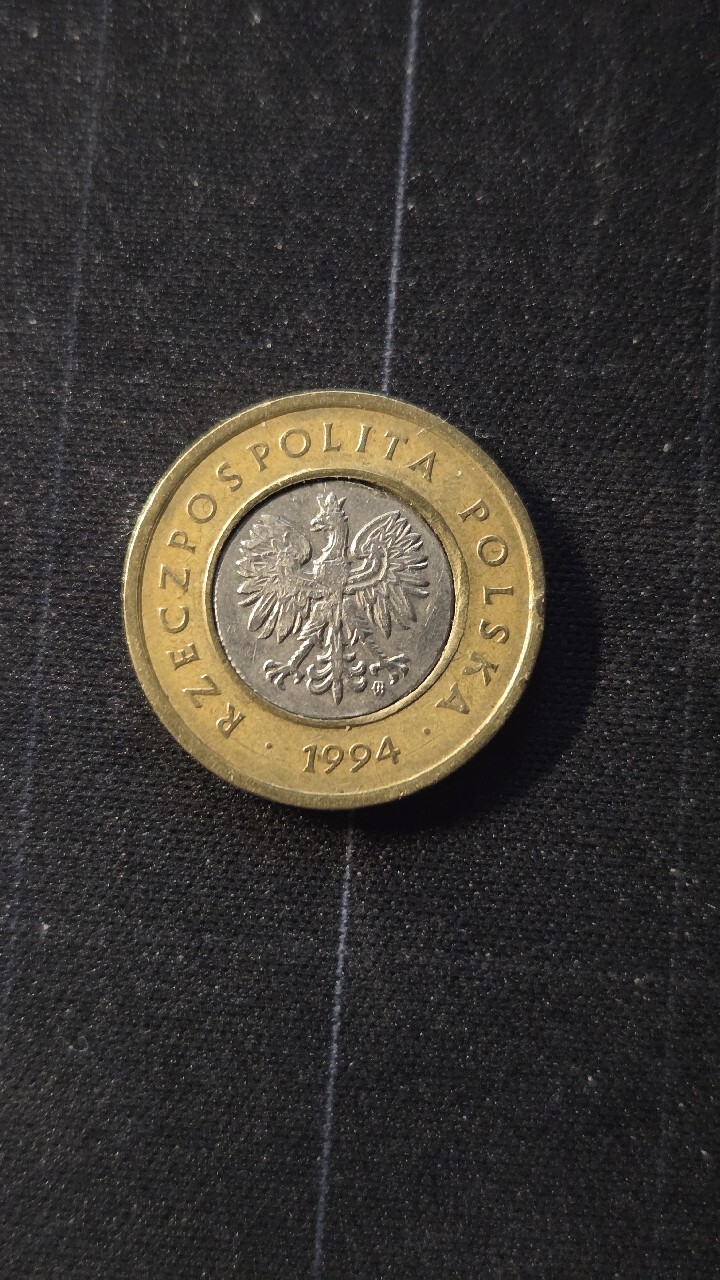 RZECZPOSPOLITA POLSKA
· 1994 ·